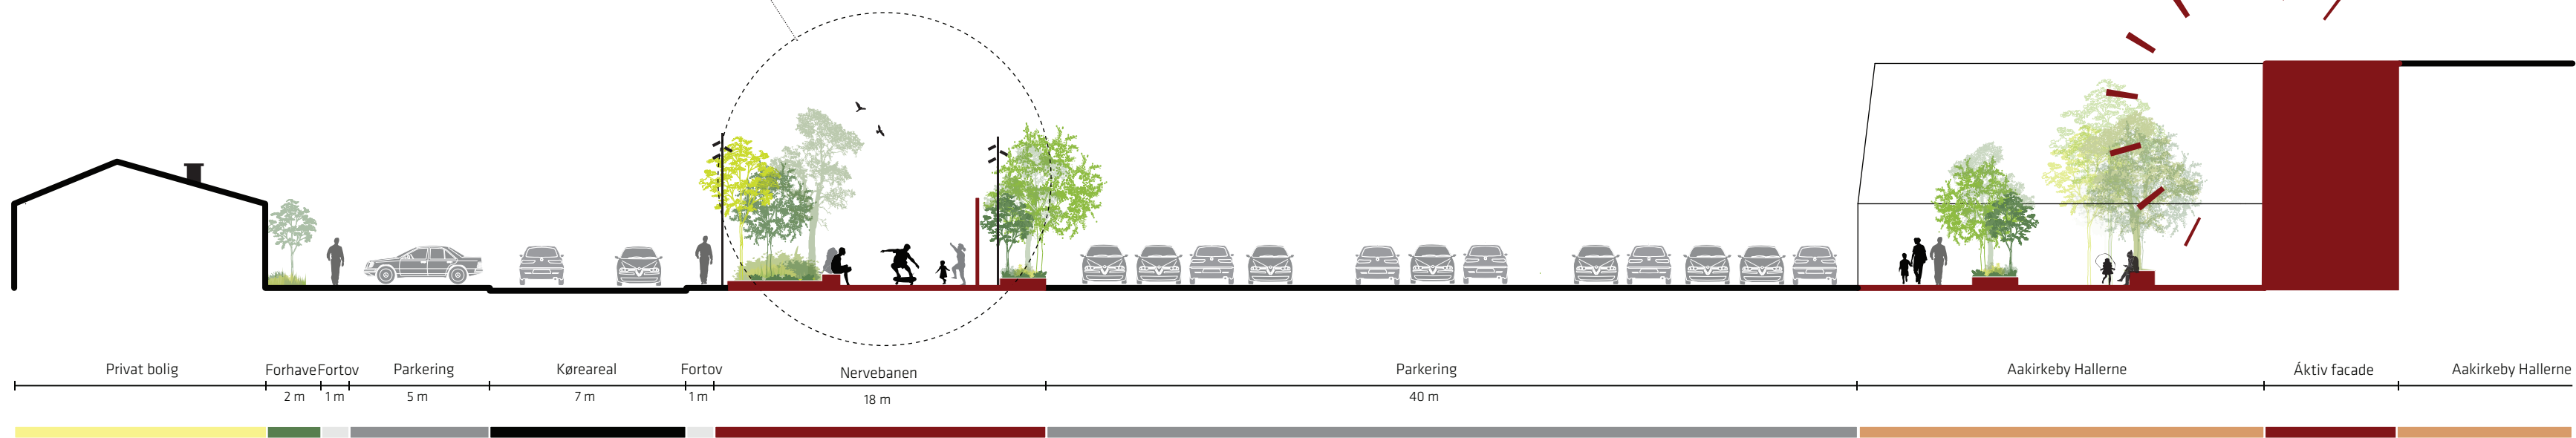 Privat bolig
Forhave Fortov
Parkering
Køreareal
Fortov
Nervebanen
Parkering
Aakirkeby Hallerne
Áktiv facade
Aakirkeby Hallerne
2 m
1 m
5 m
7 m
1 m
18 m
40 m